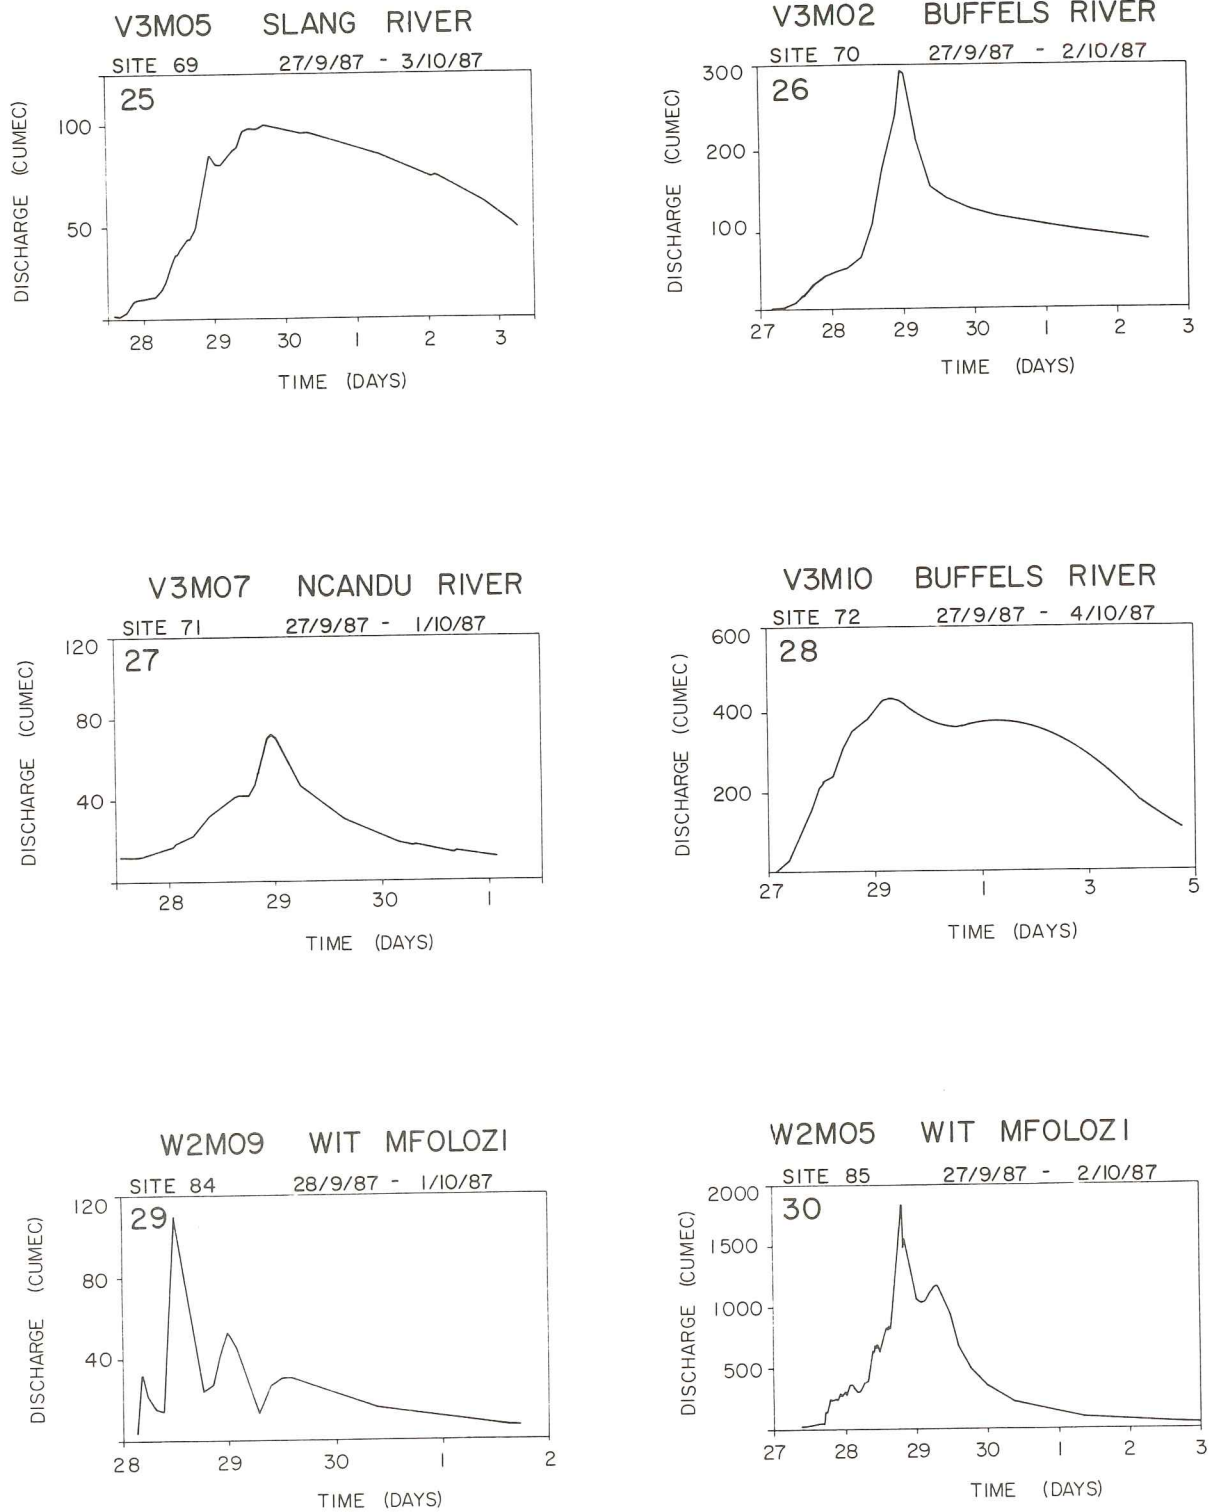 V3M05 SLANG RIVER
SITE 69 27/9/87 - 3/10/87
25
DISCHARGE (CUMEC)
100
50
28 29 30 1 2 3
TIME (DAYS)
V3M02 BUFFELS RIVER
SITE 70 27/9/87 - 2/10/87
26
DISCHARGE (CUMEC)
300
200
100
27 28 29 30 1 2 3
TIME (DAYS)
V3M07 NCANDU RIVER
SITE 71 27/9/87 - 1/10/87
27
DISCHARGE (CUMEC)
120
80
40
28 29 30 1
TIME (DAYS)
V3M10 BUFFELS RIVER
SITE 72 27/9/87 - 4/10/87
28
DISCHARGE (CUMEC)
600
400
200
27 29 1 3 5
TIME (DAYS)
W2M09 WIT MFOLOZI
SITE 84 28/9/87 - 1/10/87
29
DISCHARGE (CUMEC)
120
80
40
28 29 30 1 2
TIME (DAYS)
W2M05 WIT MFOLOZI
SITE 85 27/9/87 - 2/10/87
30
DISCHARGE (CUMEC)
2000
1500
1000
500
27 28 29 30 1 2 3
TIME (DAYS)